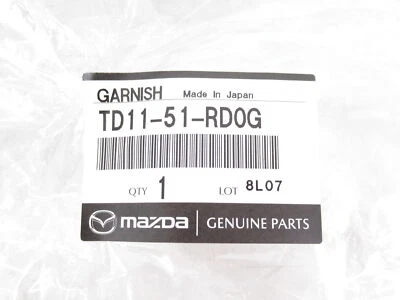 GARNISH Made In Japan
TD11-51-RD0G
QTY 1 LOT 8L07
mazda GENUINE PARTS